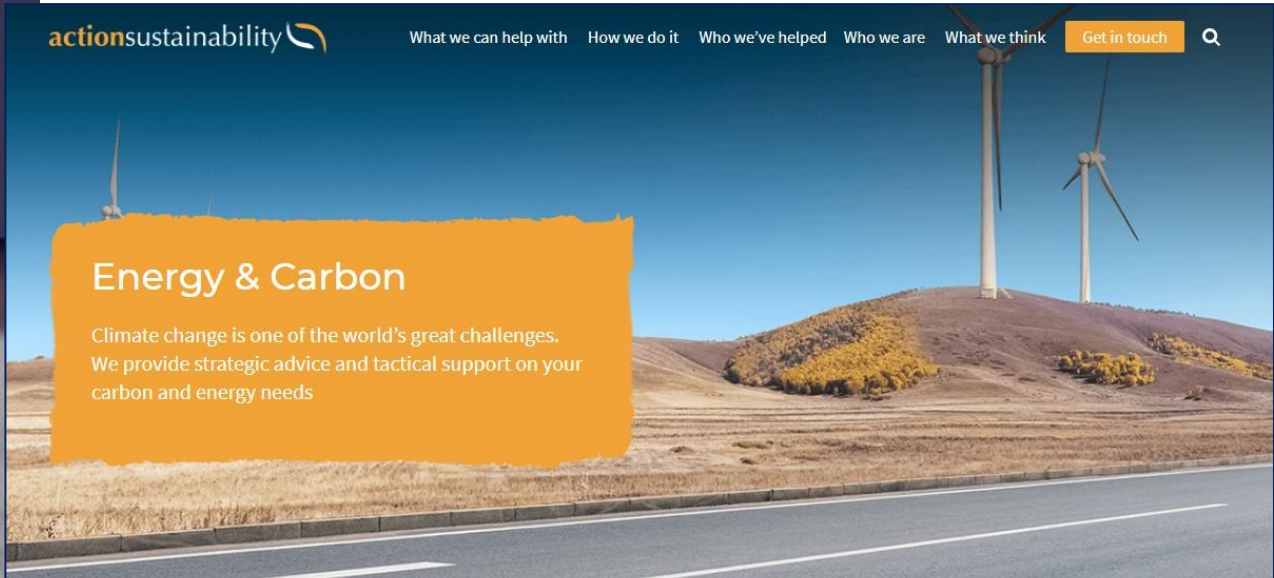 actionsustainability
What we can help with How we do it Who we've helped Who we are What we think Get in touch
Energy & Carbon
Climate change is one of the world's great challenges.
We provide strategic advice and tactical support on your
carbon and energy needs